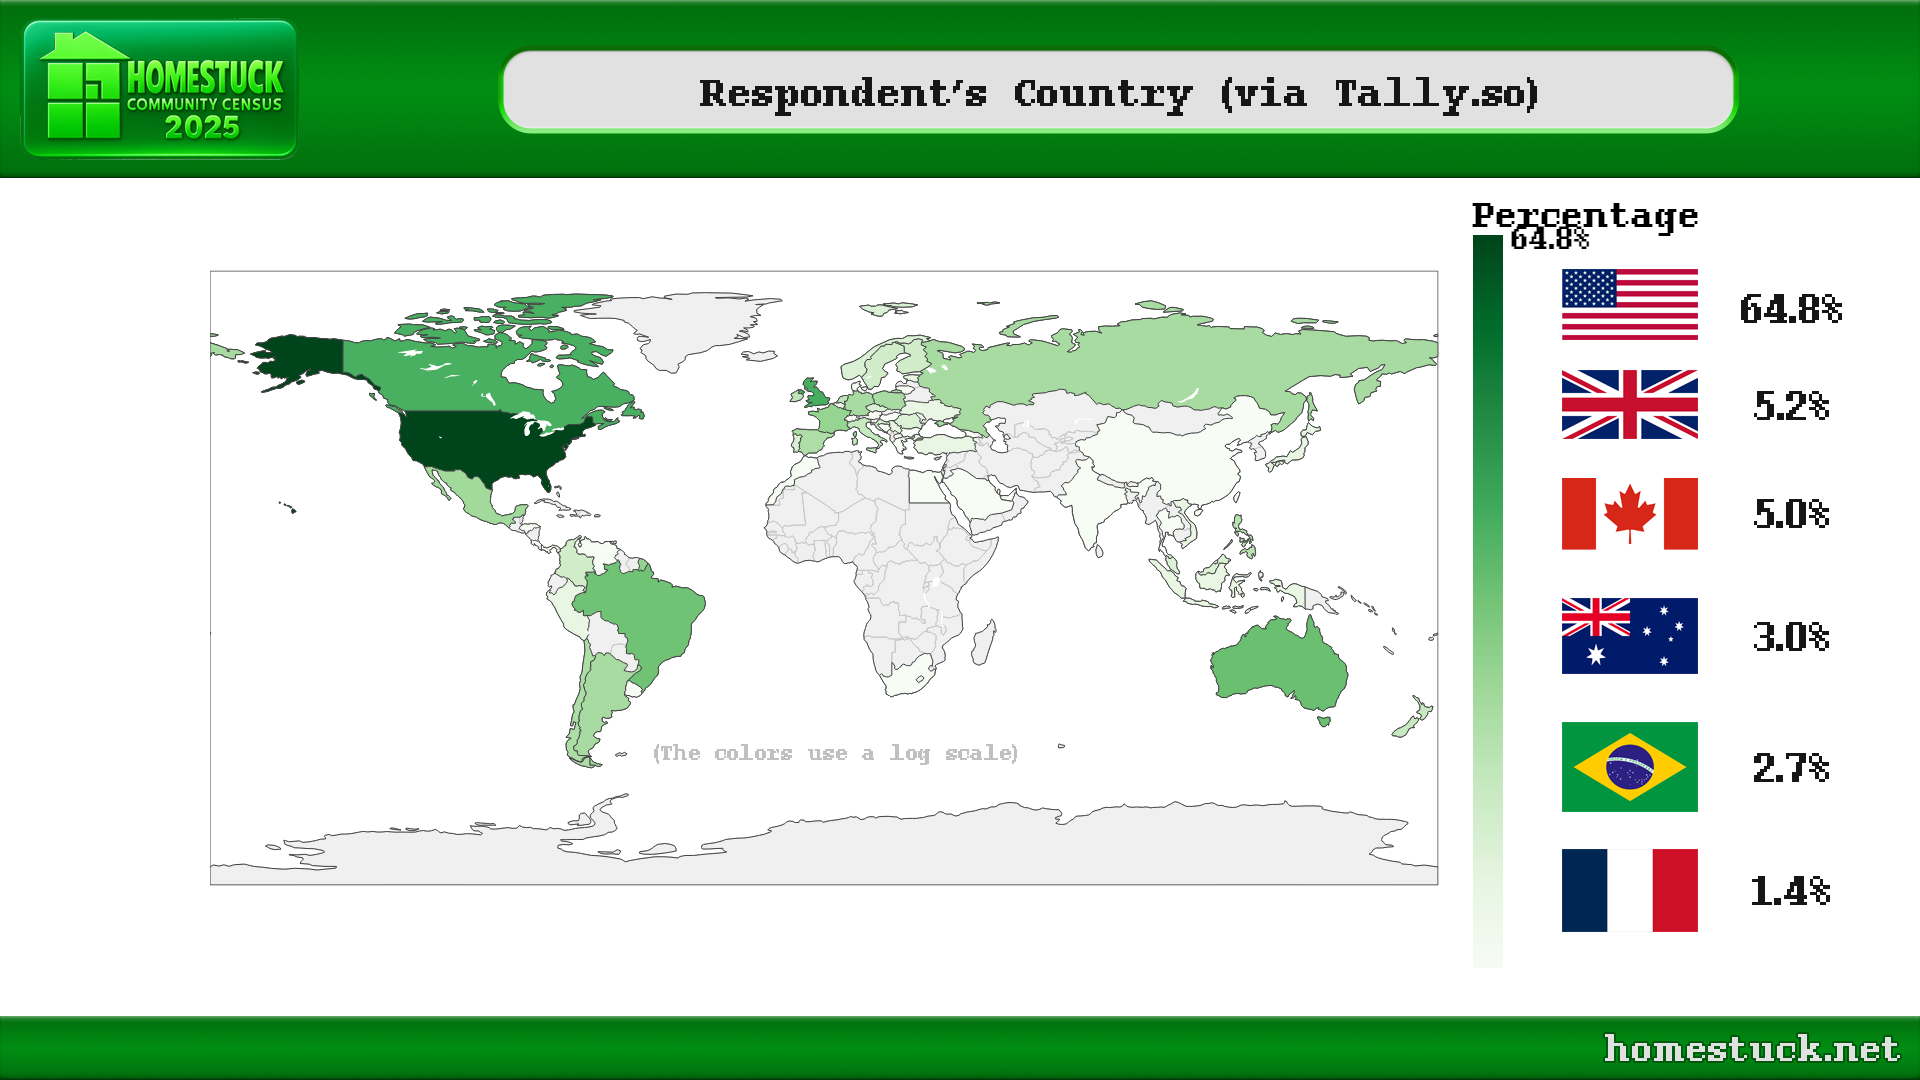 HOMESTUCK
COMMUNITY CENSUS
2025
Respondent's Country (via Tally.so)
Percentage
64.8%
64.8%
5.2%
5.0%
3.0%
2.7%
1.4%
(The colors use a log scale)
homestuck.net